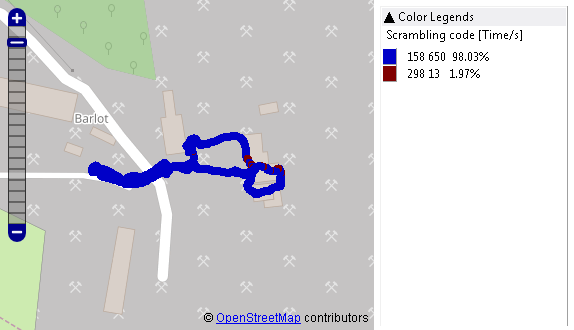 Barlot
© OpenStreetMap contributors
▲ Color Legends
Scrambling code [Time/s]
158 650 98.03%
298 13 1.97%